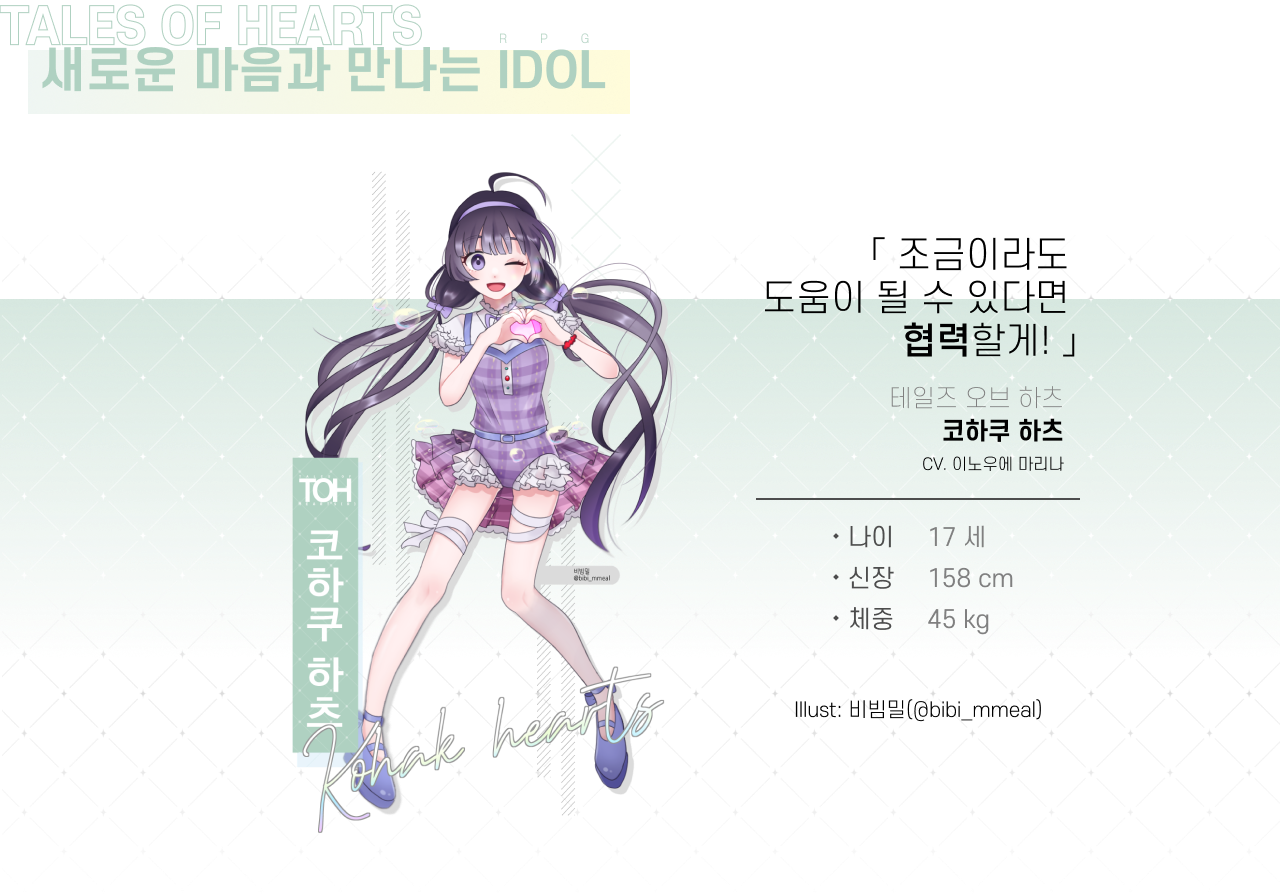 TALES OF HEARTS
RPG
새로운 마음과 만나는 IDOL
「 조금이라도
도움이 될 수 있다면
협력할게! 」
테일즈 오브 하츠
코하쿠 하츠
CV. 이노우에 마리나
• 나이 17 세
• 신장 158 cm
• 체중 45 kg
Illust: 비빔밀(@bibi_mmeal)
TOH
코하쿠 하츠
비빔밀
@bibi_mmeal
Kohak hearts